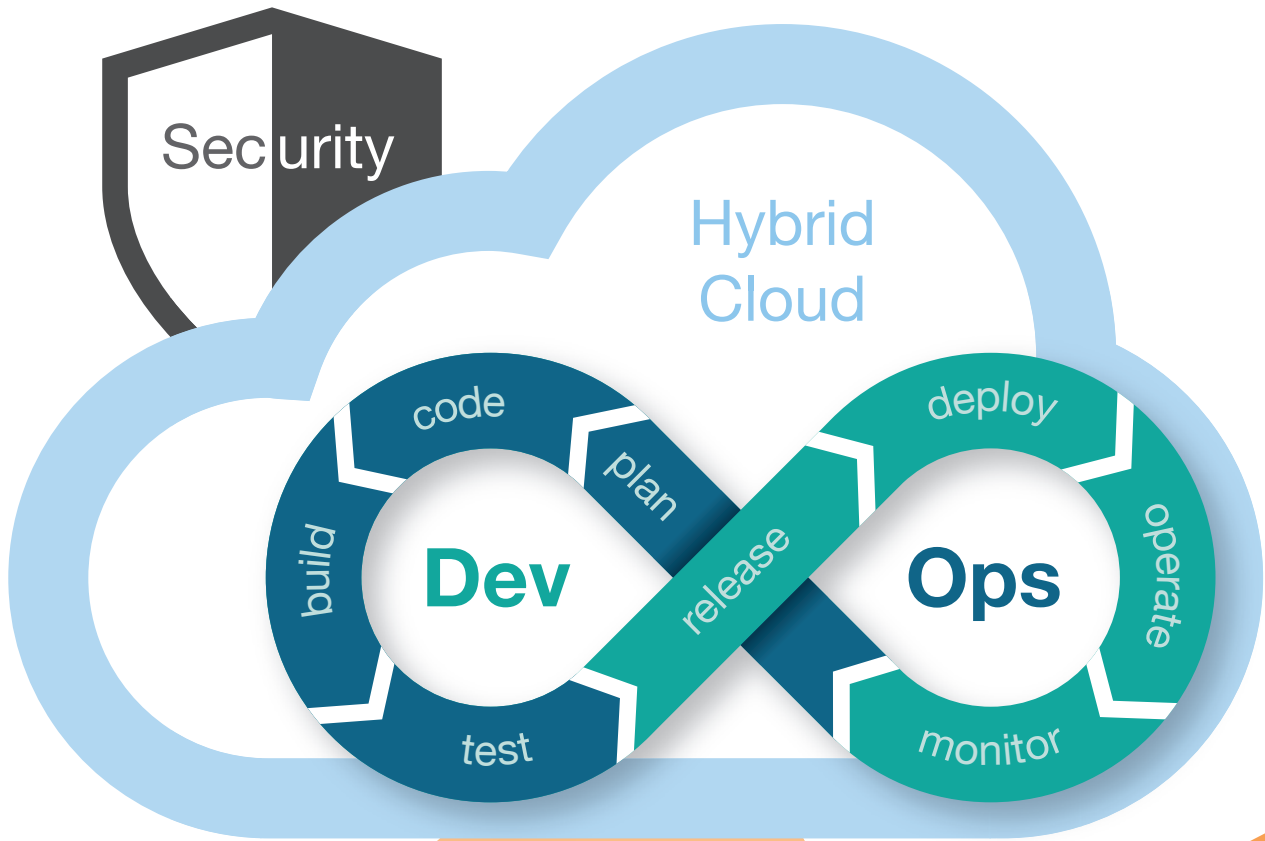 Security
Hybrid
Cloud
code
plan
deploy
build
Dev
release
Ops
operate
test
monitor